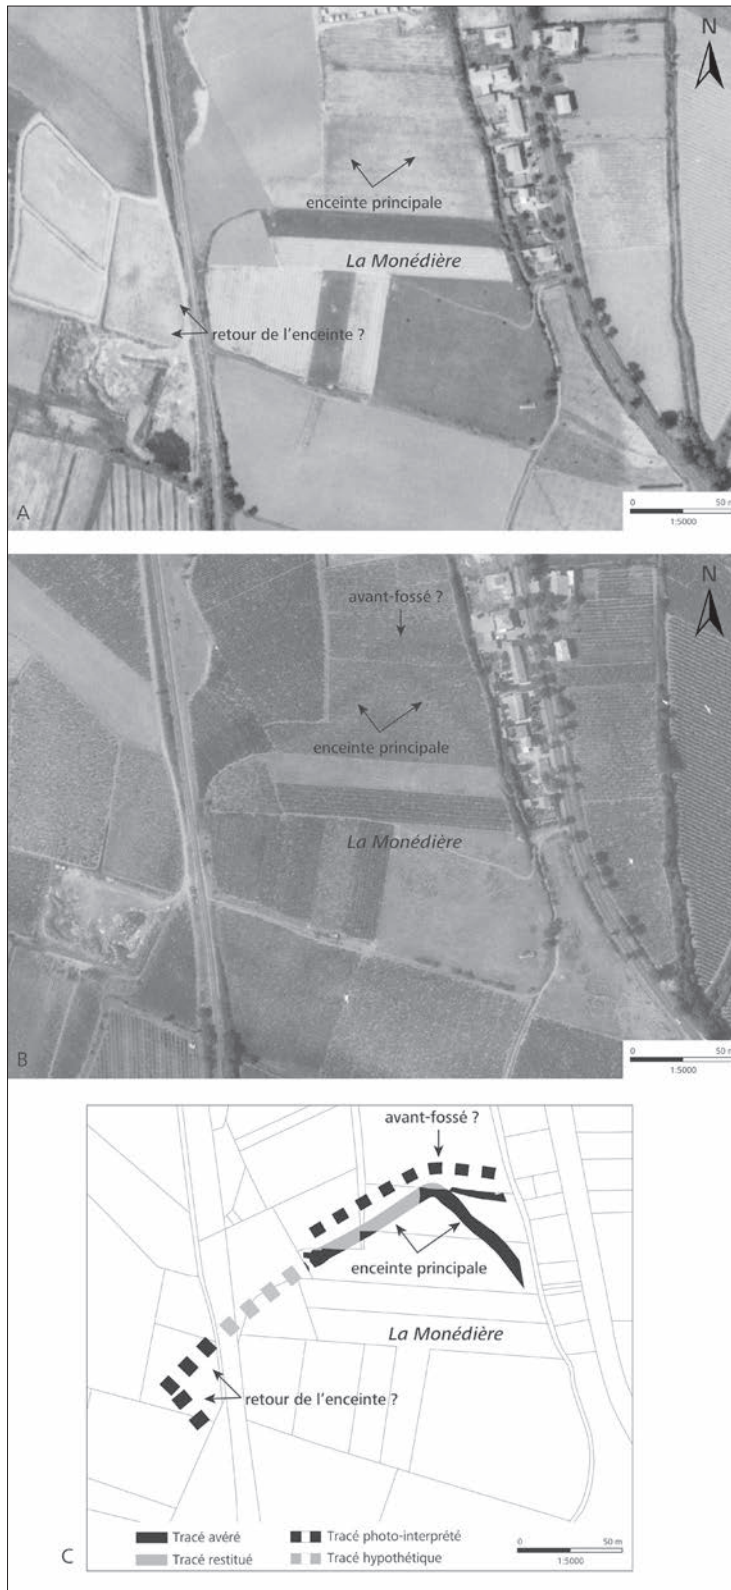 N
enceinte principale
La Monédière
retour de l'enceinte ?
A
0 50 m
1:5000
N
avant-fossé ?
enceinte principale
La Monédière
B
0 50 m
1:5000
avant-fossé ?
enceinte principale
La Monédière
retour de l'enceinte ?
C
Tracé avéré
Tracé photo-interprété
Tracé restitué
Tracé hypothétique
0 50 m
1:5000